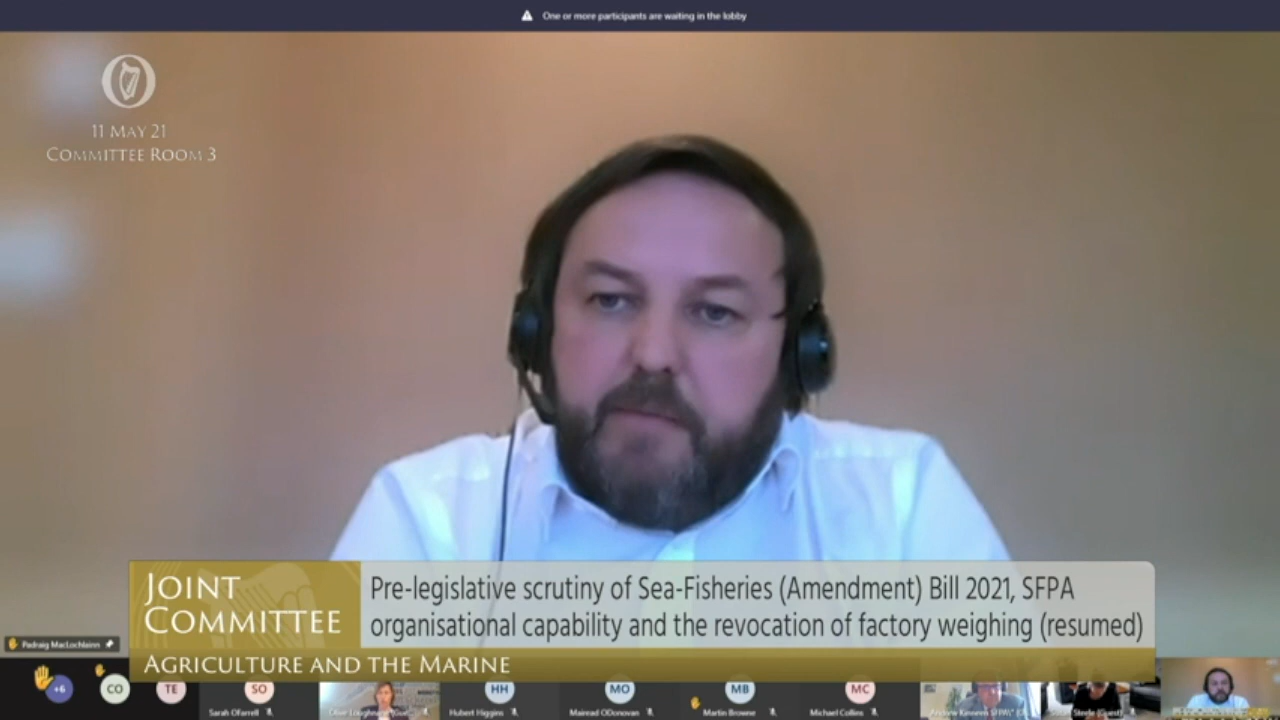 One or more participants are waiting in the lobby
11 MAY 21
COMMITTEE ROOM 3
JOINT
COMMITTEE
Pre-legislative scrutiny of Sea-Fisheries (Amendment) Bill 2021, SFPA
organisational capability and the revocation of factory weighing (resumed)
Padraig MacLochlainn
AGRICULTURE AND THE MARINE
+6
CO
TE
SO
HH
MO
MB
MC
Sarah OFarrell
Hubert Higgins
Mairead ODonovan
Martin Browne
Michael Collins
Steele (Guest)